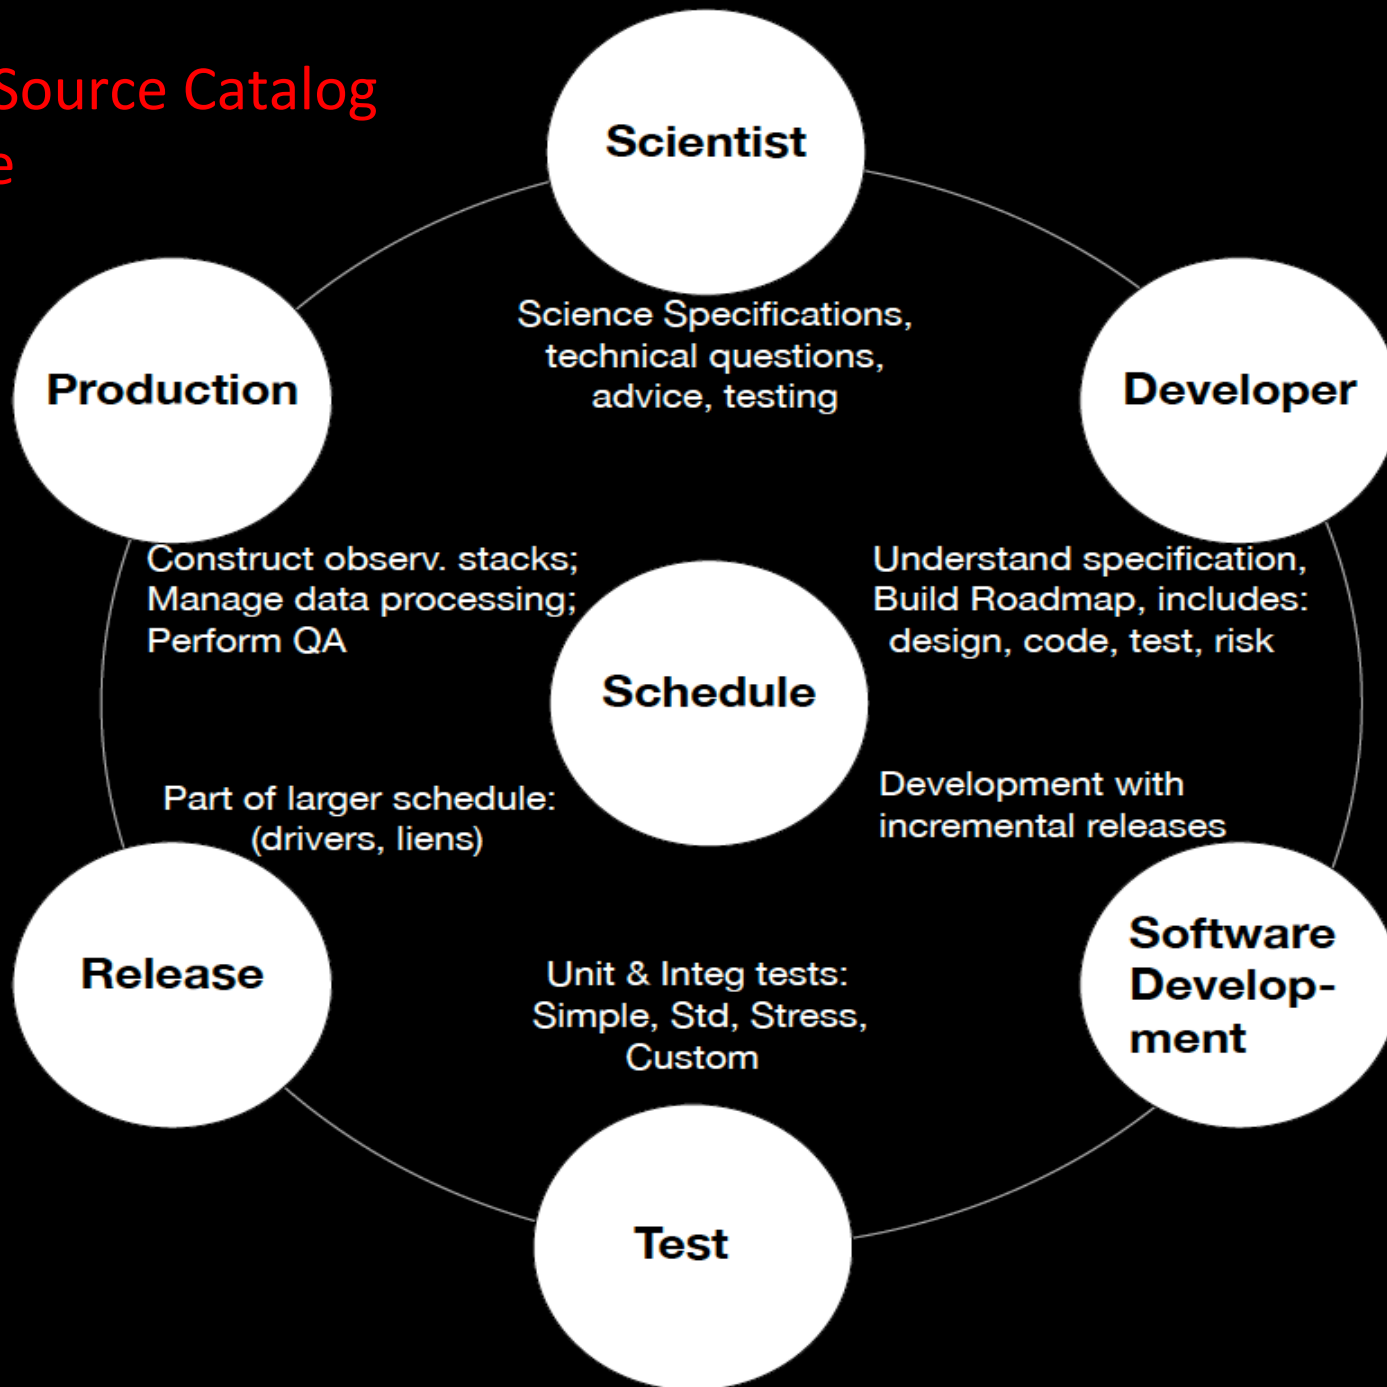 Source Catalog
e
Scientist
Science Specifications,
technical questions,
advice, testing
Production
Developer
Construct observ. stacks;
Manage data processing;
Perform QA
Understand specification,
Build Roadmap, includes:
design, code, test, risk
Schedule
Part of larger schedule:
(drivers, liens)
Development with
incremental releases
Release
Software
Develop-
ment
Unit & Integ tests:
Simple, Std, Stress,
Custom
Test